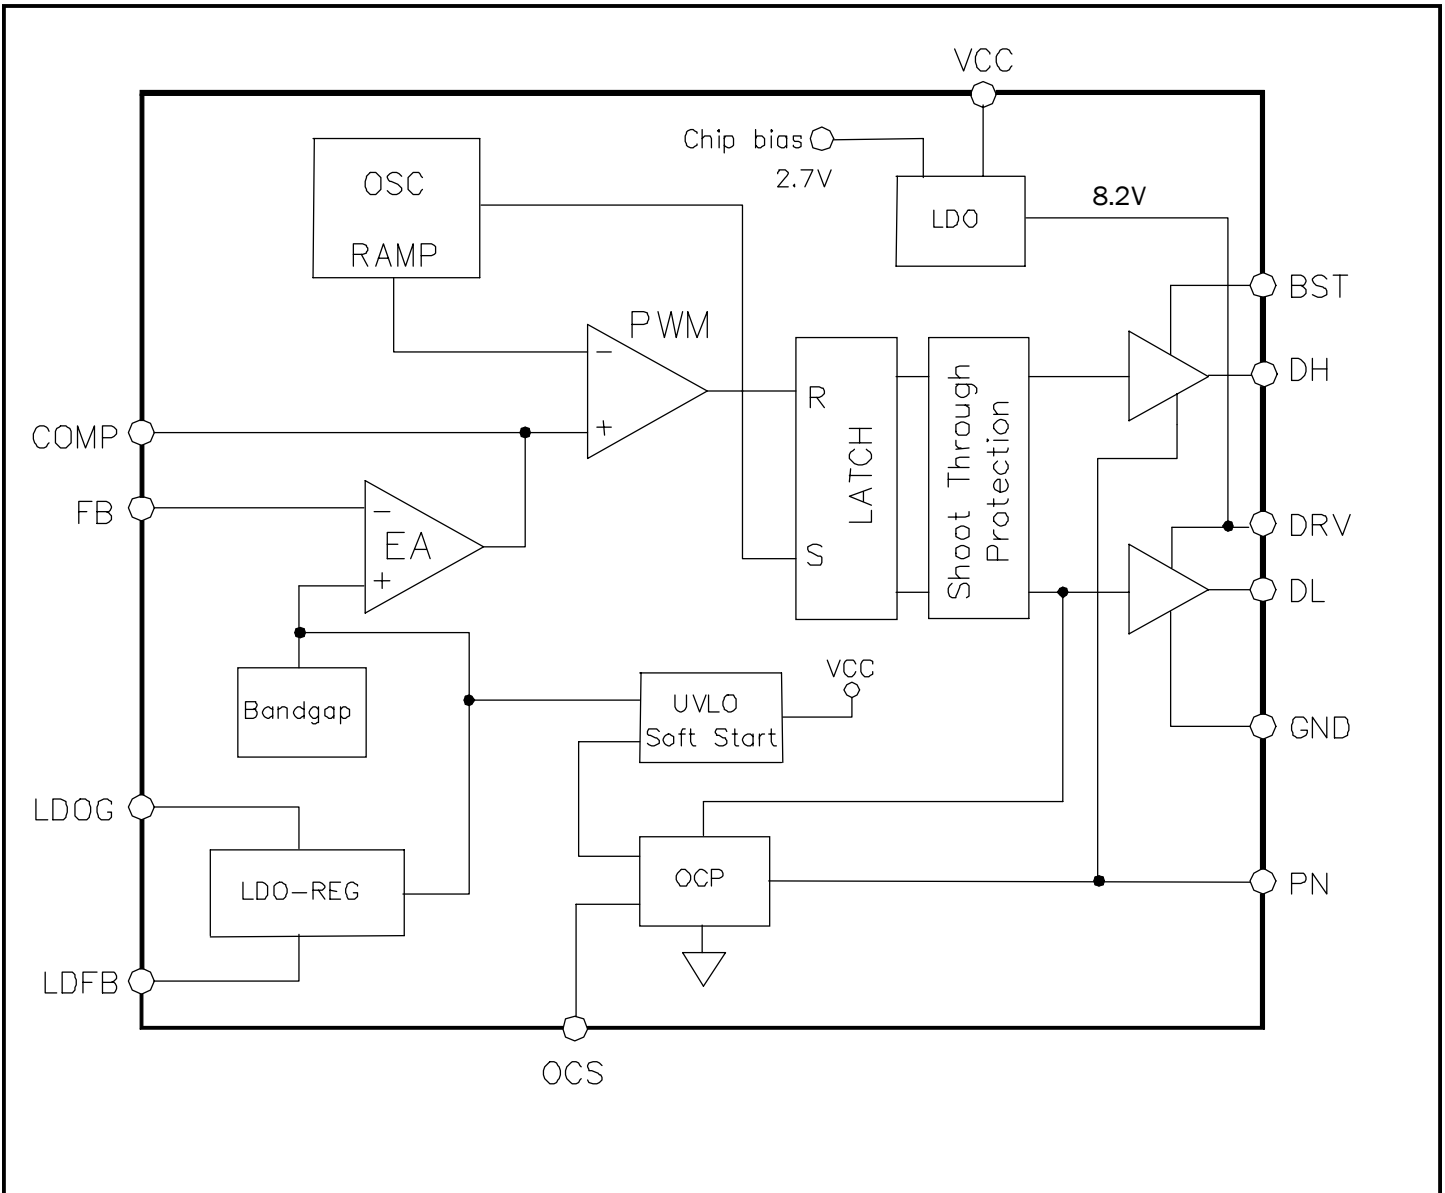 VCC
Chip bias
2.7V
OSC
RAMP
LDO
8.2V
BST
PWM
−
+
R
S
LATCH
Shoot Through
Protection
DH
COMP
FB
−
EA
+
DRV
DL
Bandgap
UVLO
Soft Start
VCC
GND
LDOG
LDO−REG
OCP
PN
LDFB
OCS